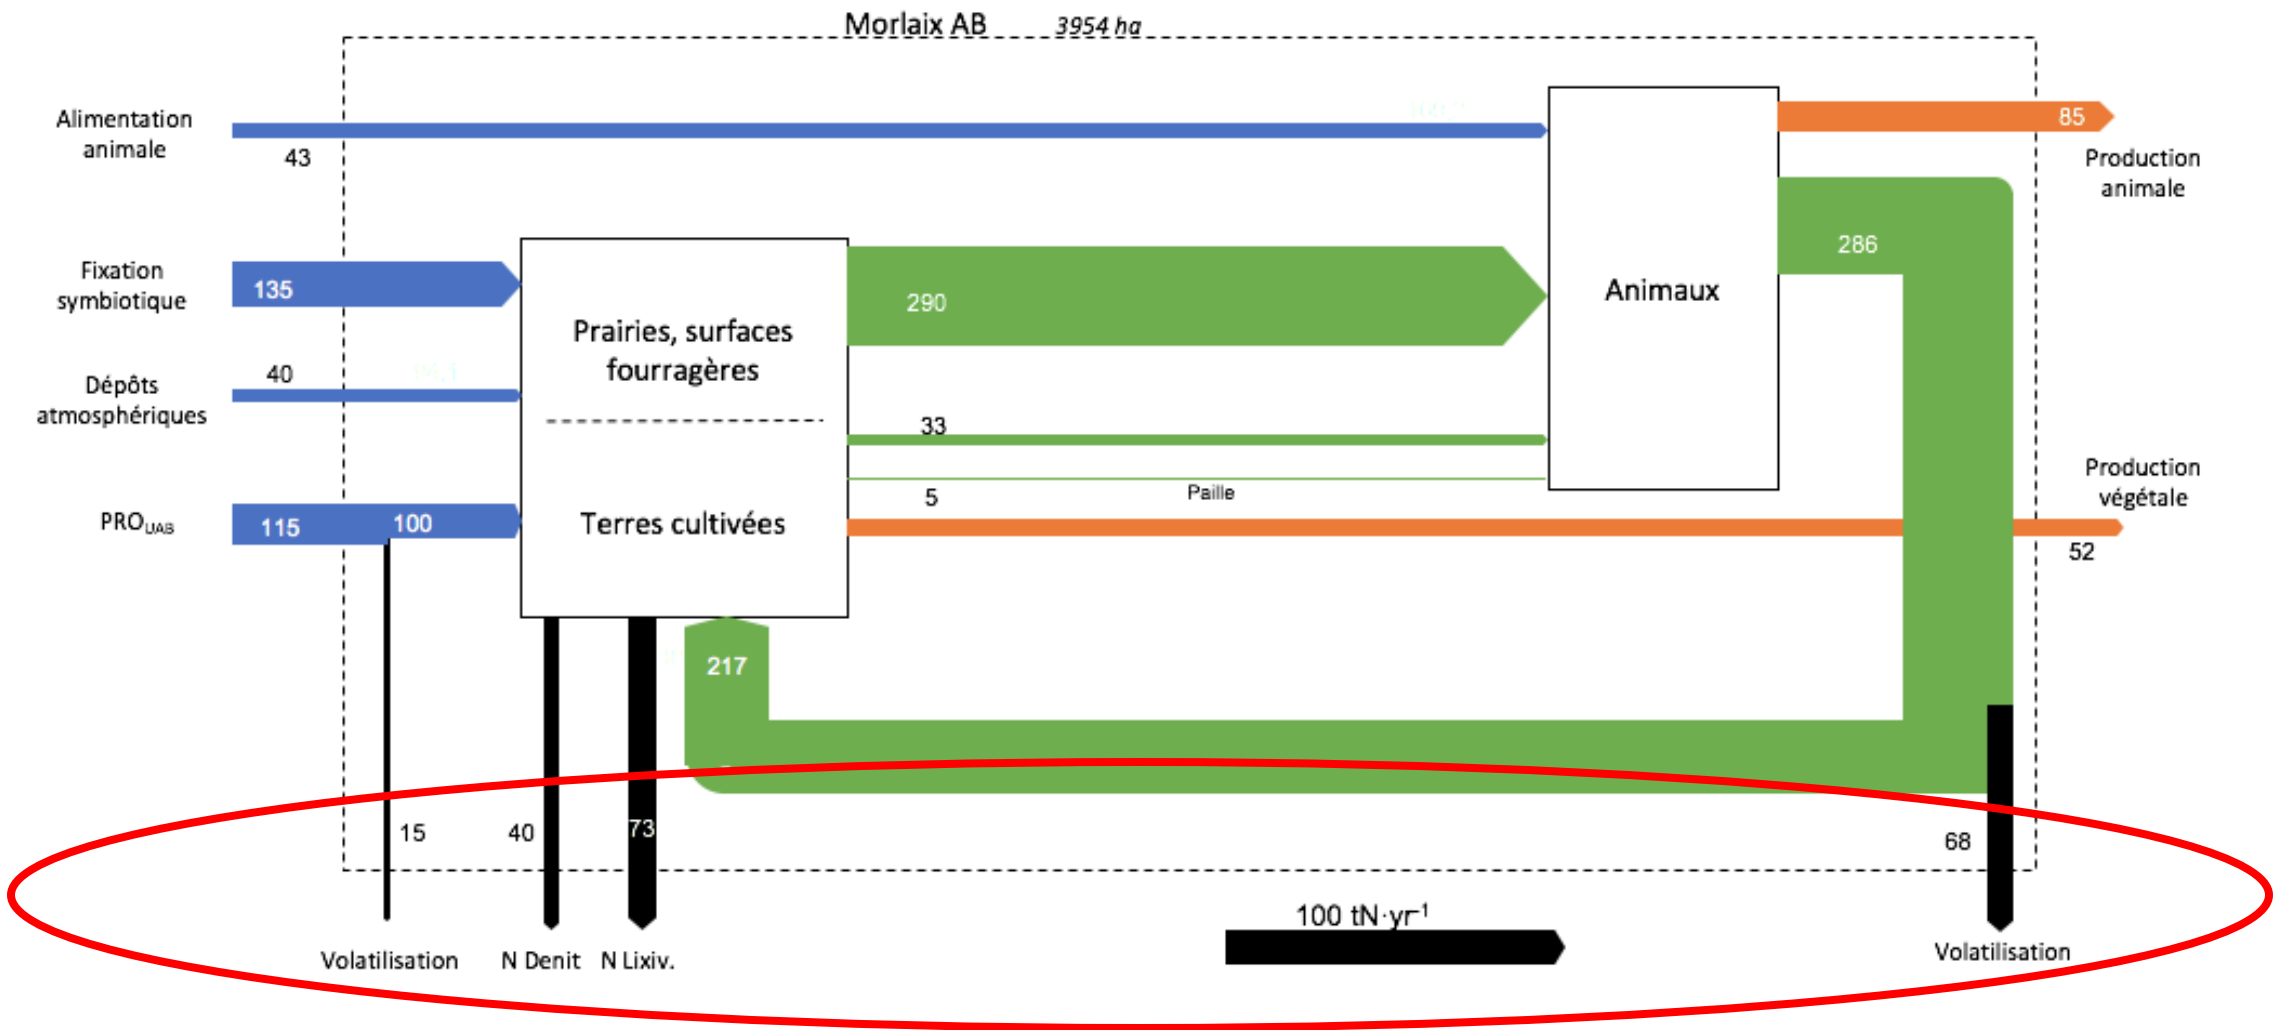 Morlaix AB 3954 ha
Alimentation
animale
43
85
Production
animale
Fixation
symbiotique
135
290
286
Animaux
Prairies, surfaces
fourragères
Dépôts
atmosphériques
40
33
5
Paille
Terres cultivées
PROUAB
115
100
Production
végétale
52
217
15
40
73
68
100 tN·yr-1
Volatilisation
N Denit
N Lixiv.
Volatilisation